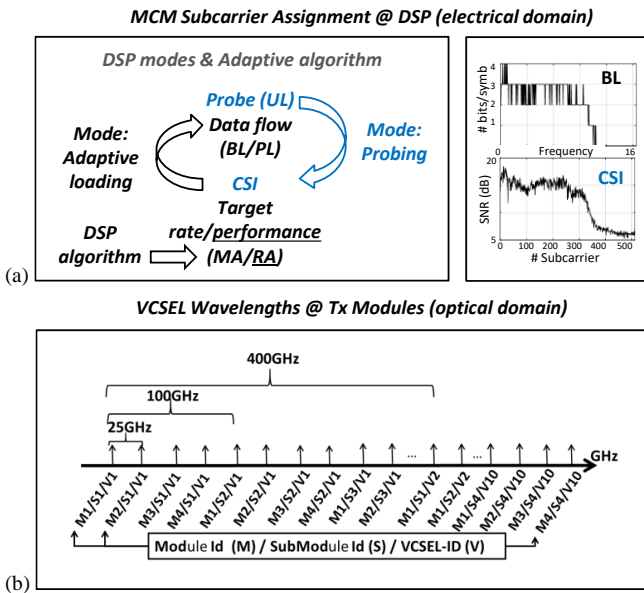 MCM Subcarrier Assignment @ DSP (electrical domain)
DSP modes & Adaptive algorithm
Probe (UL)
Data flow
(BL/PL)
Mode:
Adaptive
loading
Mode:
Probing
CSI
Target
rate/performance
(MA/RA)
DSP
algorithm
BL
# bits/symb
4
3
2
1
Frequency
16
CSI
SNR (dB)
20
5
0 100 200 300 400 500
# Subcarrier
(a)
VCSEL Wavelengths @ Tx Modules (optical domain)
400GHz
100GHz
25GHz
... ...
GHz
M1/S1/V1
M2/S1/V1
M3/S1/V1
M4/S1/V1
M1/S2/V1
M2/S2/V1
M3/S2/V1
M4/S2/V1
M1/S3/V1
M2/S3/V1
M1/S1/V2
M1/S2/V2
M1/S4/V10
M2/S4/V10
M3/S4/V10
M4/S4/V10
Module Id (M) / SubModule Id (S) / VCSEL-ID (V)
(b)